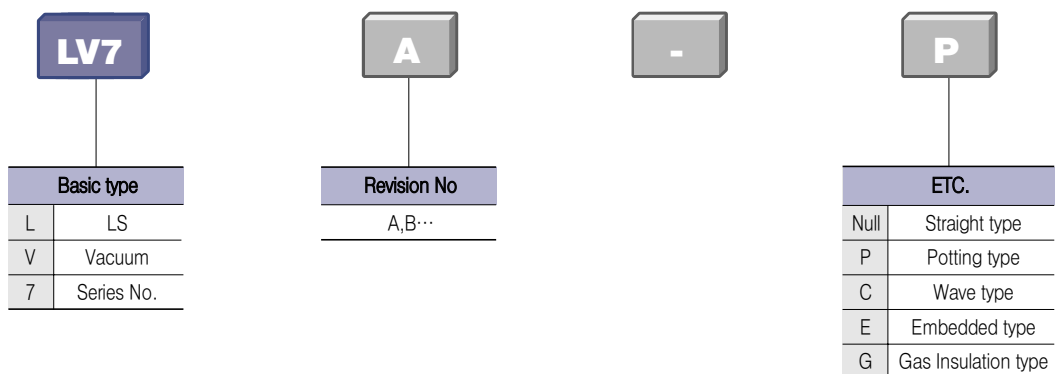 LV7 A - P
Basic type
L LS
V Vacuum
7 Series No.
Revision No
A,B⋯
ETC.
Null Straight type
P Potting type
C Wave type
E Embedded type
G Gas Insulation type